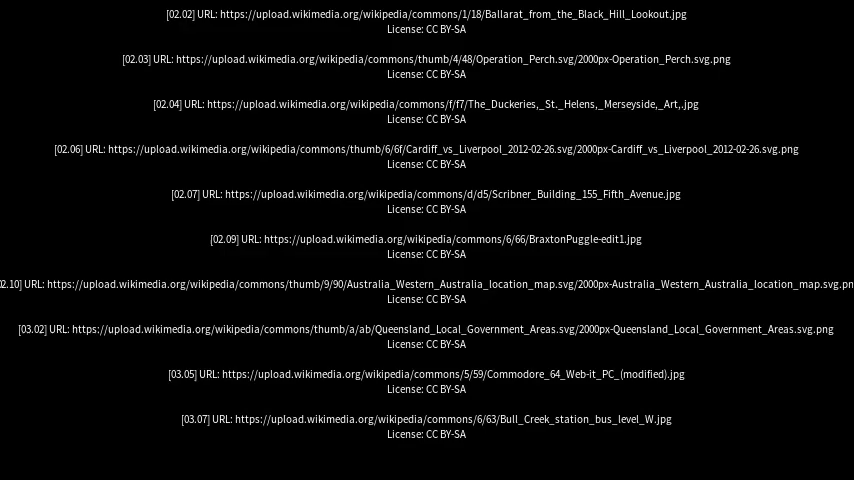 [02.02] URL: https://upload.wikimedia.org/wikipedia/commons/1/18/Ballarat_from_the_Black_Hill_Lookout.jpg
License: CC BY-SA
[02.03] URL: https://upload.wikimedia.org/wikipedia/commons/thumb/4/48/Operation_Perch.svg/2000px-Operation_Perch.svg.png
License: CC BY-SA
[02.04] URL: https://upload.wikimedia.org/wikipedia/commons/f/f7/The_Duckeries,_St._Helens,_Merseyside,_Art,.jpg
License: CC BY-SA
[02.06] URL: https://upload.wikimedia.org/wikipedia/commons/thumb/6/6f/Cardiff_vs_Liverpool_2012-02-26.svg/2000px-Cardiff_vs_Liverpool_2012-02-26.svg.png
License: CC BY-SA
[02.07] URL: https://upload.wikimedia.org/wikipedia/commons/d/d5/Scribner_Building_155_Fifth_Avenue.jpg
License: CC BY-SA
[02.09] URL: https://upload.wikimedia.org/wikipedia/commons/6/66/BraxtonPuggle-edit1.jpg
License: CC BY-SA
02.10] URL: https://upload.wikimedia.org/wikipedia/commons/thumb/9/90/Australia_Western_Australia_location_map.svg/2000px-Australia_Western_Australia_location_map.svg.pn
License: CC BY-SA
[03.02] URL: https://upload.wikimedia.org/wikipedia/commons/thumb/a/ab/Queensland_Local_Government_Areas.svg/2000px-Queensland_Local_Government_Areas.svg.png
License: CC BY-SA
[03.05] URL: https://upload.wikimedia.org/wikipedia/commons/5/59/Commodore_64_Web-it_PC_(modified).jpg
License: CC BY-SA
[03.07] URL: https://upload.wikimedia.org/wikipedia/commons/6/63/Bull_Creek_station_bus_level_W.jpg
License: CC BY-SA